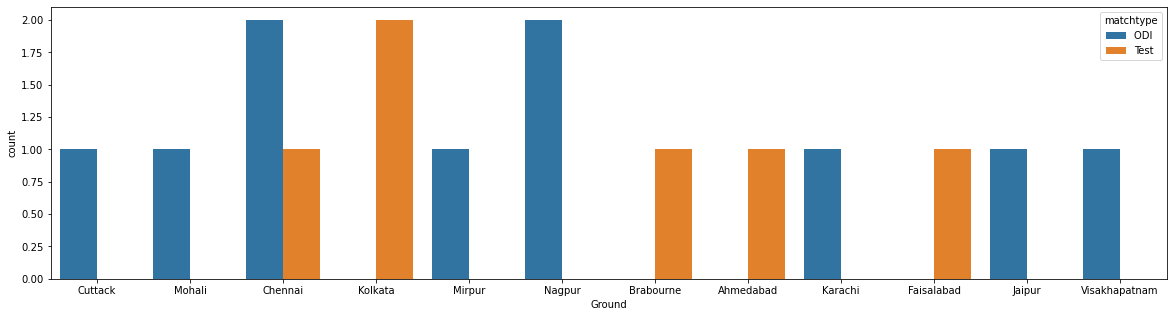 matchtype
ODI
Test
2.00
1.75
1.50
1.25
1.00
0.75
0.50
0.25
0.00
count
Cuttack Mohali Chennai Kolkata Mirpur Nagpur Brabourne Ahmedabad Karachi Faisalabad Jaipur Visakhapatnam
Ground